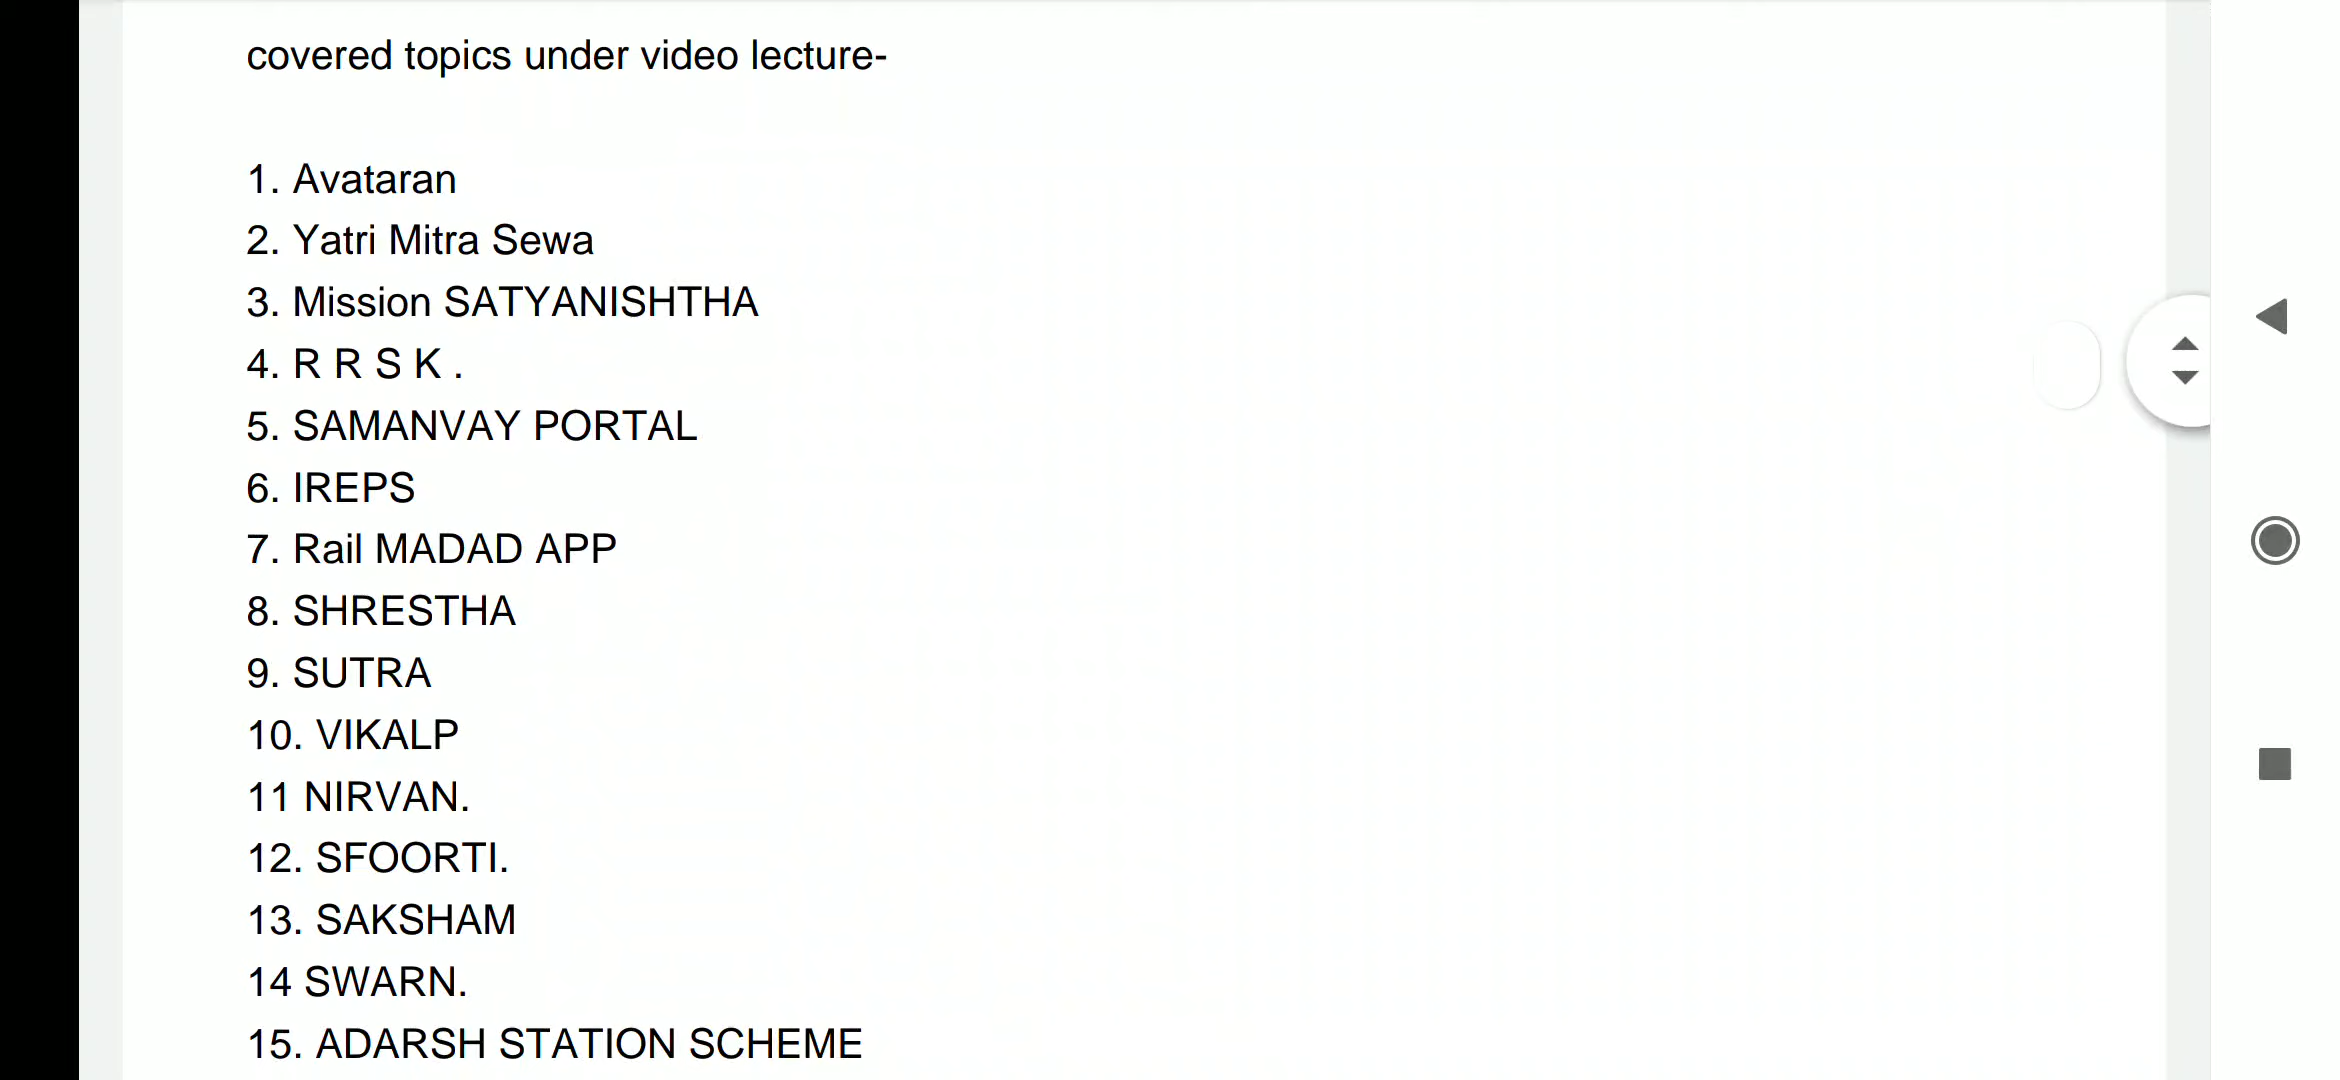 covered topics under video lecture-
1. Avataran
2. Yatri Mitra Sewa
3. Mission SATYANISHTHA
4. R R S K .
5. SAMANVAY PORTAL
6. IREPS
7. Rail MADAD APP
8. SHRESTHA
9. SUTRA
10. VIKALP
11 NIRVAN.
12. SFOORTI.
13. SAKSHAM
14 SWARN.
15. ADARSH STATION SCHEME